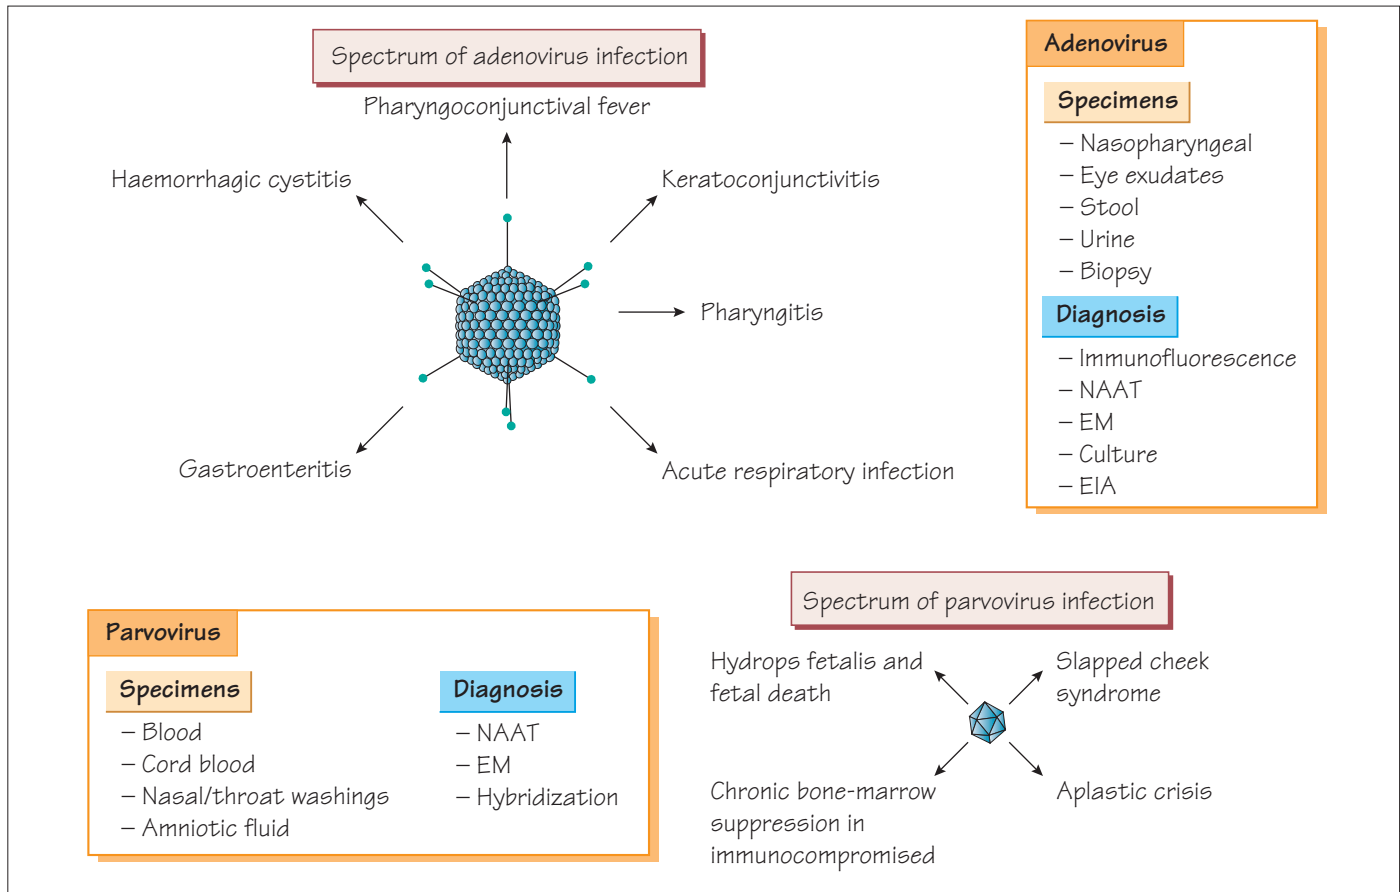 Spectrum of adenovirus infection
Pharyngoconjunctival fever
Haemorrhagic cystitis
Keratoconjunctivitis
Pharyngitis
Gastroenteritis
Acute respiratory infection
Adenovirus
Specimens
– Nasopharyngeal
– Eye exudates
– Stool
– Urine
– Biopsy
Diagnosis
– Immunofluorescence
– NAAT
– EM
– Culture
– EIA
Parvovirus
Specimens
– Blood
– Cord blood
– Nasal/throat washings
– Amniotic fluid
Diagnosis
– NAAT
– EM
– Hybridization
Spectrum of parvovirus infection
Hydrops fetalis and
fetal death
Slapped cheek
syndrome
Chronic bone-marrow
suppression in
immunocompromised
Aplastic crisis